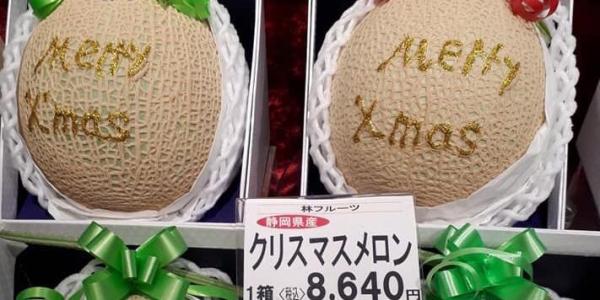 Merry
X'mas
Merry
X'mas
林フルーツ
静岡県産
クリスマスメロン
1箱〈税込〉8,640円